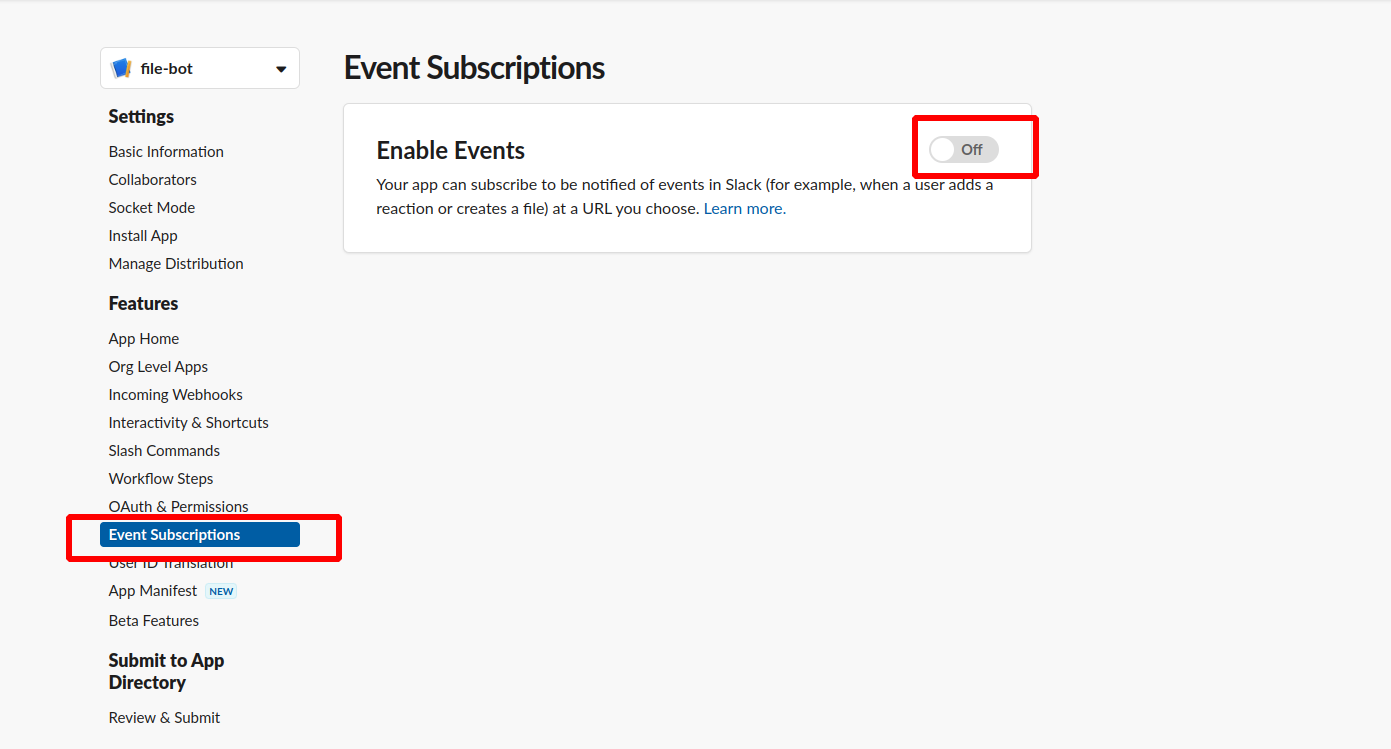 file-bot
Event Subscriptions
Settings
Basic Information
Collaborators
Socket Mode
Install App
Manage Distribution
Features
App Home
Org Level Apps
Incoming Webhooks
Interactivity & Shortcuts
Slash Commands
Workflow Steps
OAuth & Permissions
Event Subscriptions
User ID Translation
App Manifest NEW
Beta Features
Submit to App
Directory
Review & Submit
Enable Events
Off
Your app can subscribe to be notified of events in Slack (for example, when a user adds a
reaction or creates a file) at a URL you choose. Learn more.